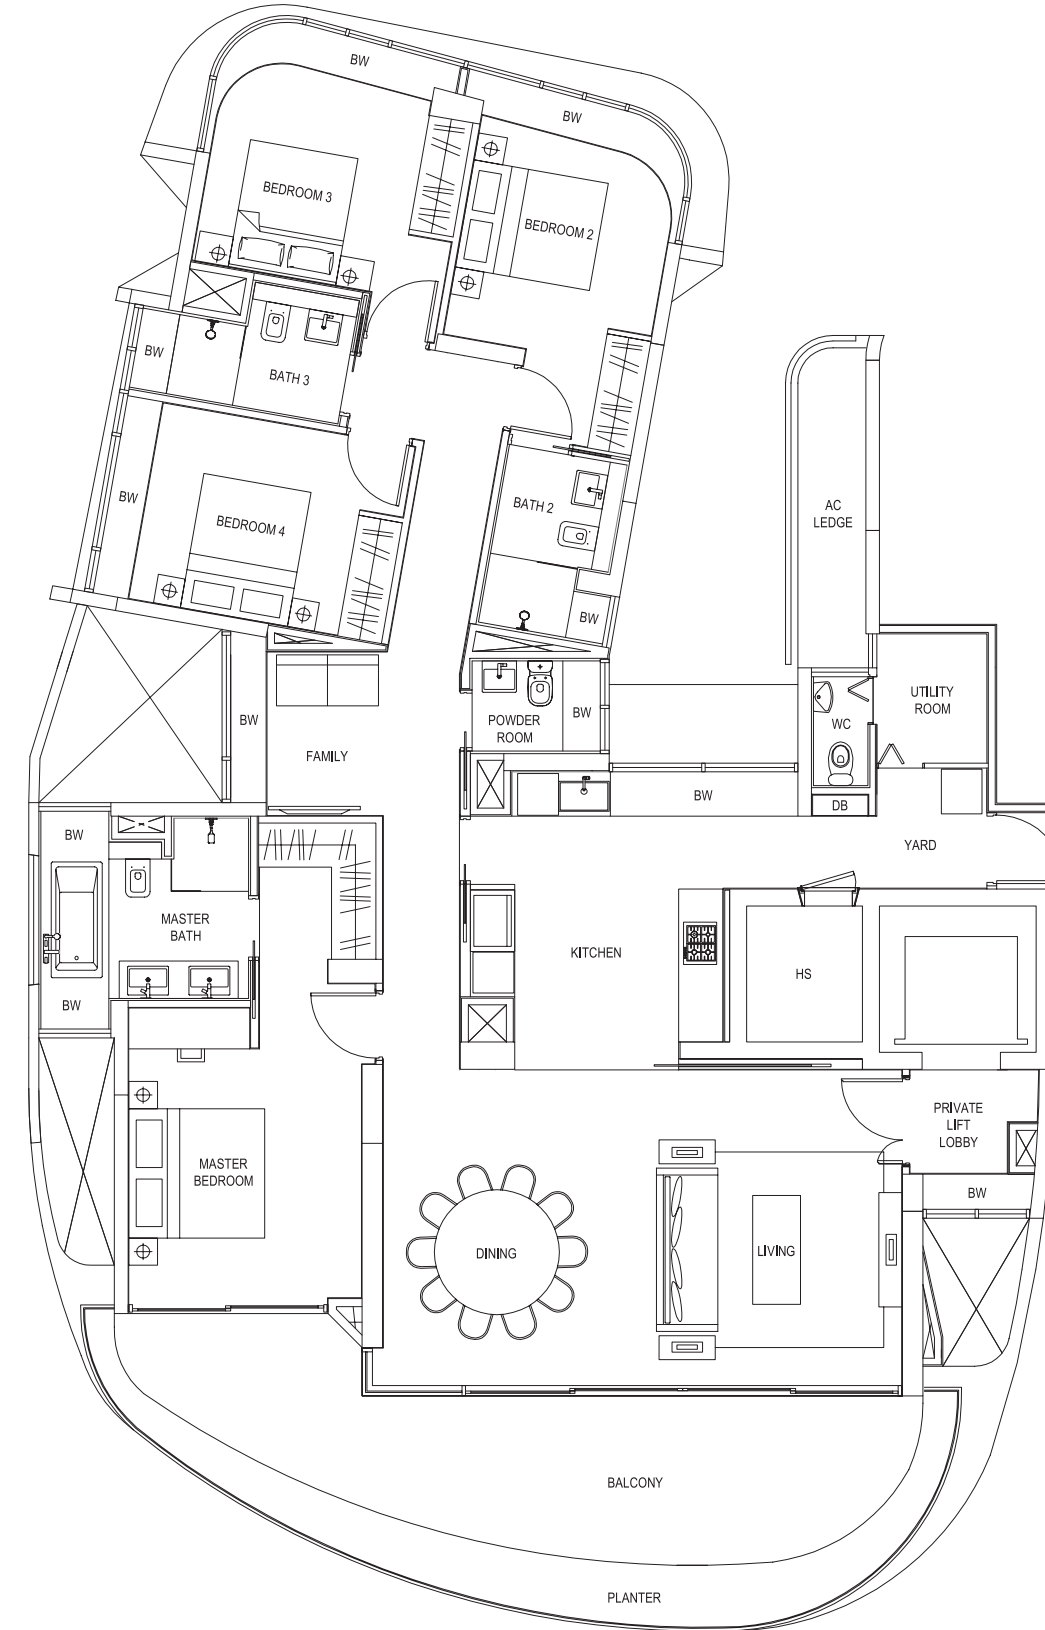 BW
BW
BEDROOM 3
BEDROOM 2
BW
BATH 3
BW
BEDROOM 4
BATH 2
AC
LEDGE
BW
UTILITY
ROOM
POWDER
ROOM
BW
BW
WC
FAMILY
BW
DB
BW
YARD
MASTER
BATH
KITCHEN
HS
BW
PRIVATE
LIFT
LOBBY
MASTER
BEDROOM
BW
DINING
LIVING
BALCONY
PLANTER